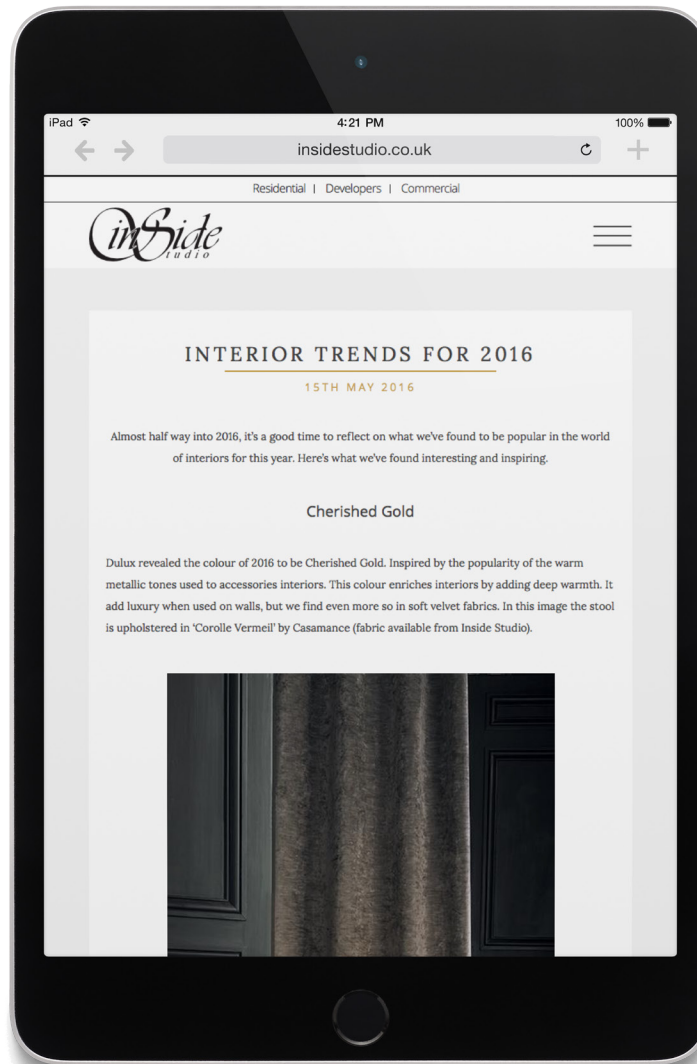 iPad 4:21 PM 100%
insidestudio.co.uk
Residential | Developers | Commercial
inSide
tudio
INTERIOR TRENDS FOR 2016
15TH MAY 2016
Almost half way into 2016, it's a good time to reflect on what we've found to be popular in the world
of interiors for this year. Here's what we've found interesting and inspiring.
Cherished Gold
Dulux revealed the colour of 2016 to be Cherished Gold. Inspired by the popularity of the warm
metallic tones used to accessories interiors. This colour enriches interiors by adding deep warmth. It
add luxury when used on walls, but we find even more so in soft velvet fabrics. In this image the stool
is upholstered in 'Corolle Vermeil' by Casamance (fabric available from Inside Studio).